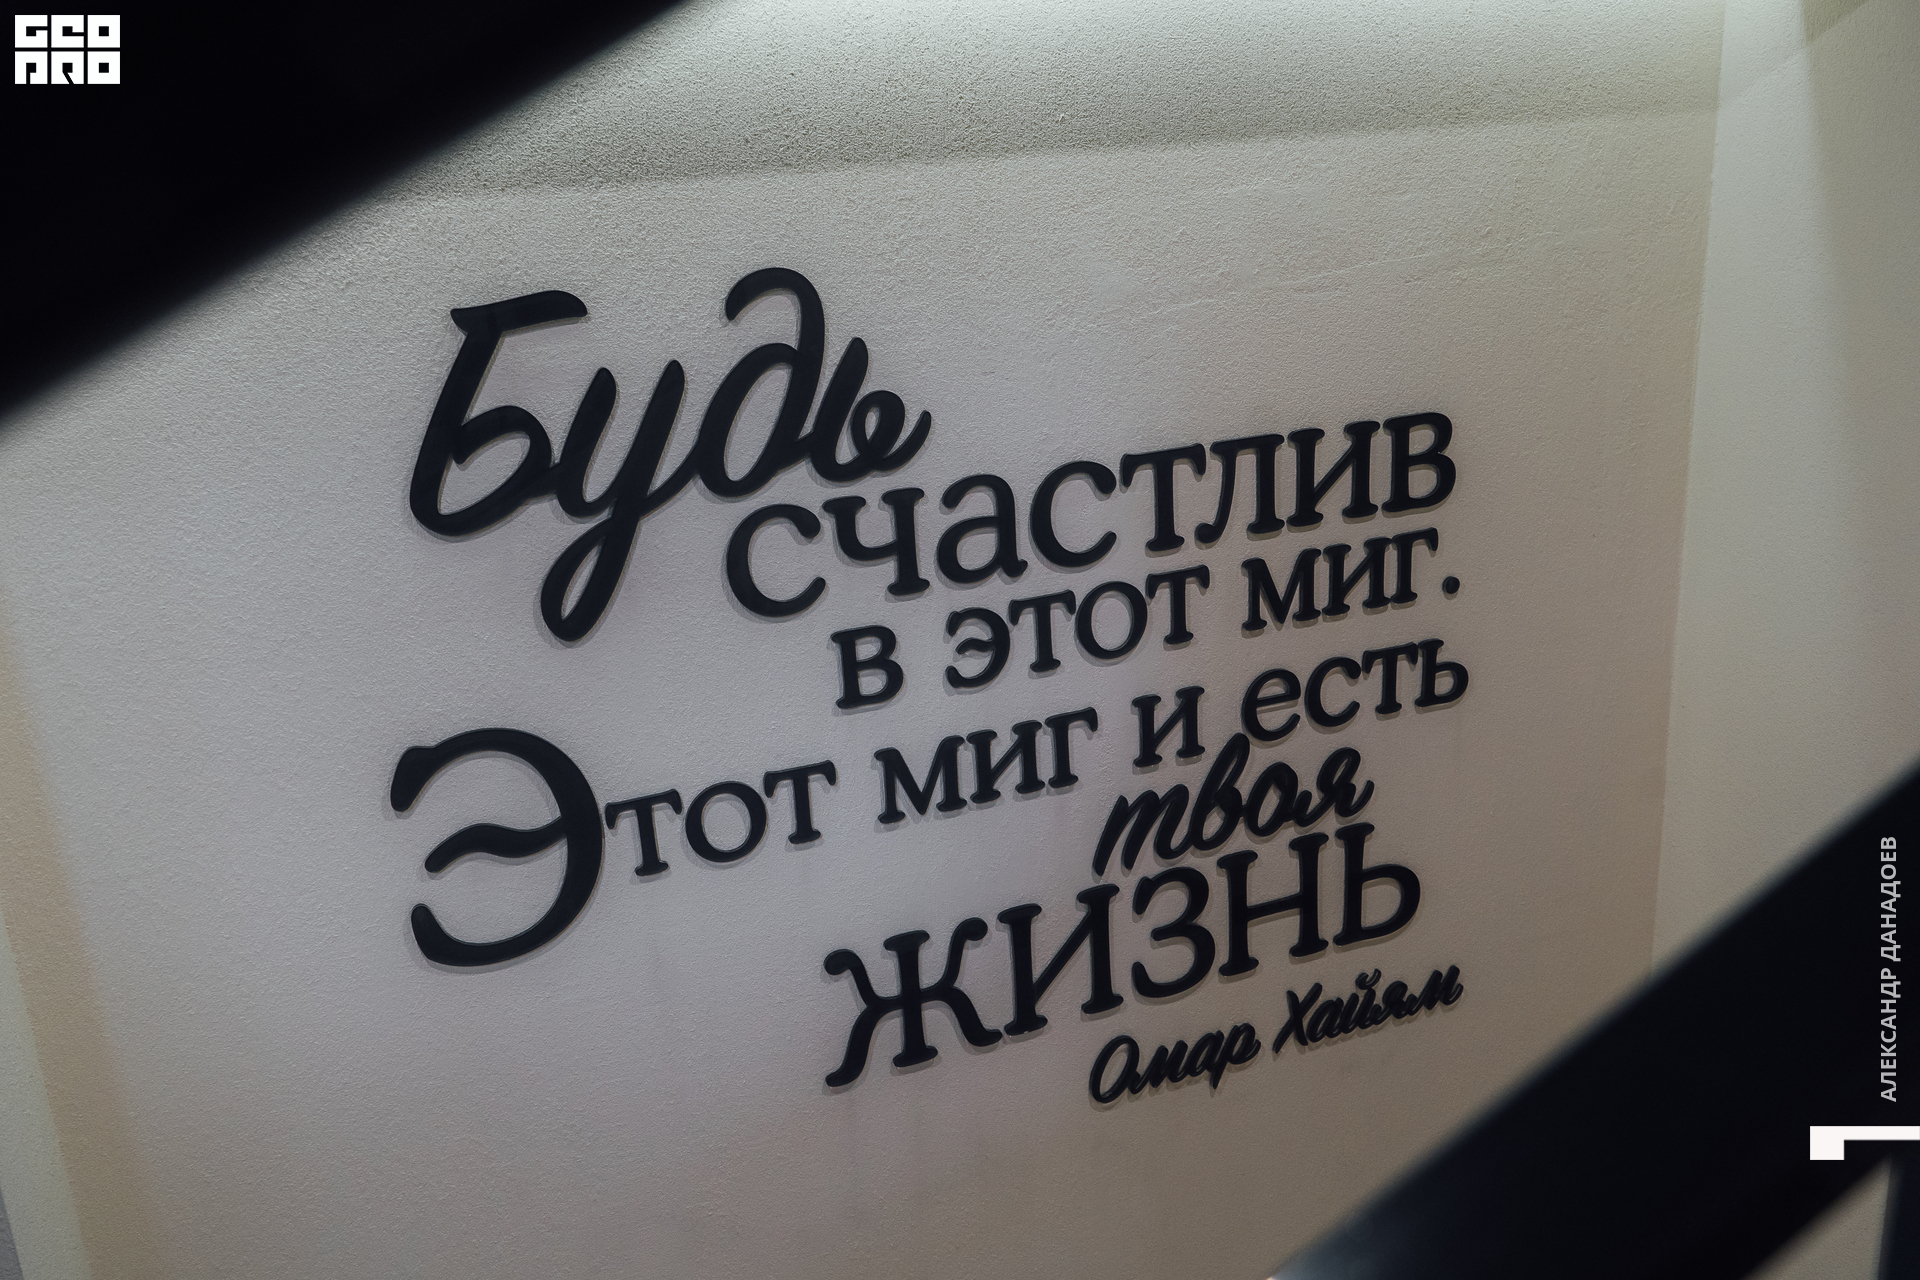 GEO
PRO
Будь
счастлив
в этот миг.
Этот миг и есть
твоя
жизнь
Омар Хайям
АЛЕКСАНДР ДАНАДОЕВ